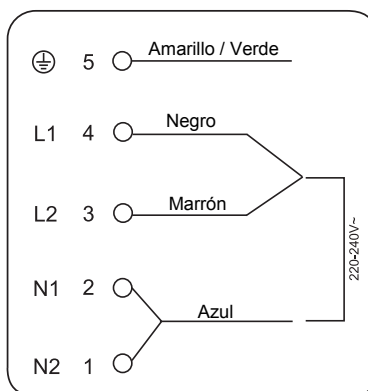 5 Amarillo / Verde
L1 4 Negro
L2 3 Marrón
220-240V~
N1 2
Azul
N2 1